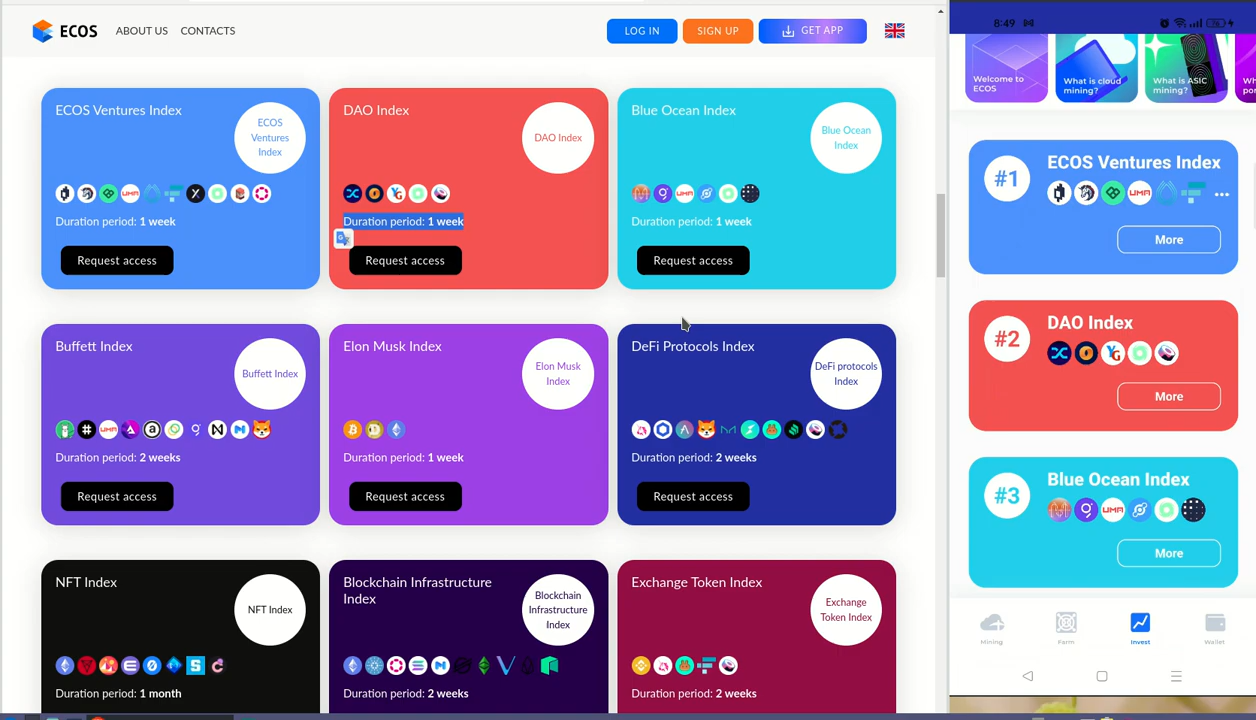 ECOS
ABOUT US
CONTACTS
LOG IN
SIGN UP
GET APP
ECOS Ventures Index
ECOS
Ventures
Index
Duration period: 1 week
Request access
DAO Index
DAO Index
Duration period: 1 week
Request access
Blue Ocean Index
Blue Ocean
Index
UMA
Duration period: 1 week
Request access
Buffett Index
Buffett Index
UMA
Duration period: 2 weeks
Request access
Elon Musk Index
Elon Musk
Index
Duration period: 1 week
Request access
DeFi Protocols Index
DeFi protocols
Index
Duration period: 2 weeks
Request access
NFT Index
NFT Index
Duration period: 1 month
Blockchain Infrastructure
Index
Blockchain
Infrastructure
Index
Duration period: 2 weeks
Exchange Token Index
Exchange
Token Index
Duration period: 2 weeks
8:49
Welcome to
ECOS
What is cloud
mining?
What is ASIC
mining?
#1
ECOS Ventures Index
UMA
More
#2
DAO Index
YG
More
#3
Blue Ocean Index
UMA
More
Mining
Farm
Invest
Wallet